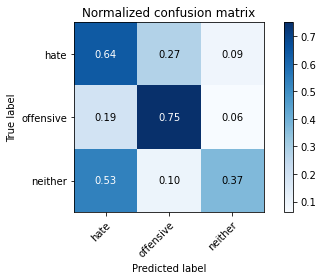 Normalized confusion matrix
True label
hate
0.64 0.27 0.09
offensive
0.19 0.75 0.06
neither
0.53 0.10 0.37
hate
offensive
neither
Predicted label
0.7
0.6
0.5
0.4
0.3
0.2
0.1